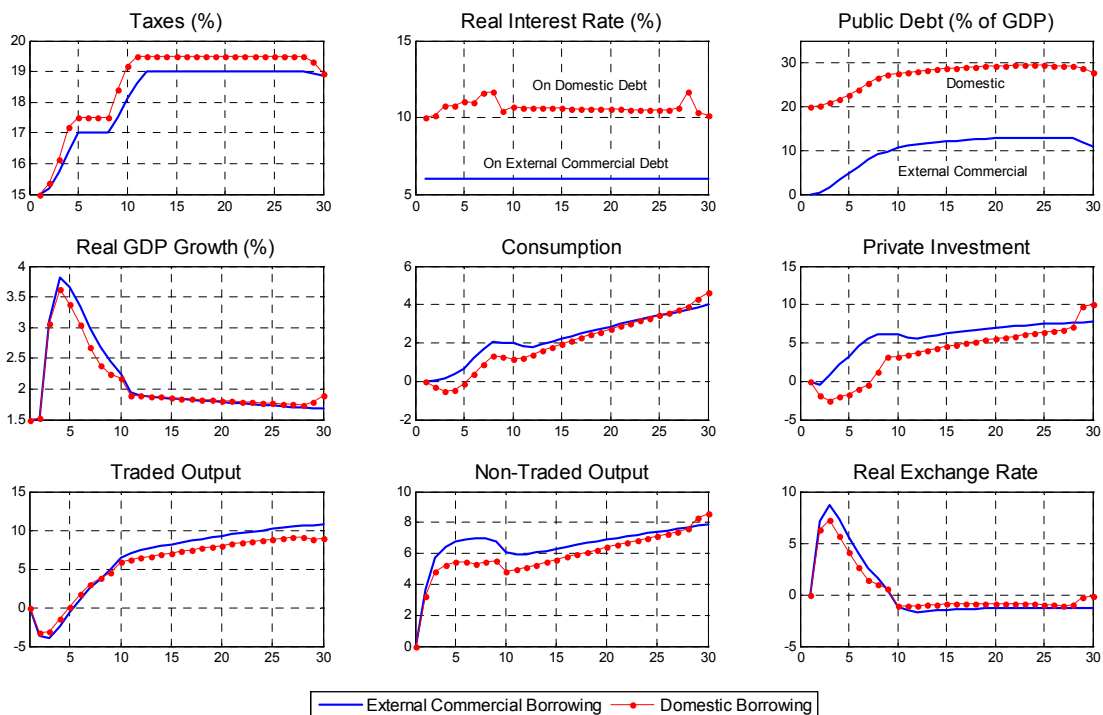 Taxes (%)
20
19
18
17
16
15
0 5 10 15 20 25 30
Real Interest Rate (%)
15
10
5
On Domestic Debt
On External Commercial Debt
0 5 10 15 20 25 30
Public Debt (% of GDP)
30
20
10
0
Domestic
External Commercial
0 5 10 15 20 25 30
Real GDP Growth (%)
4
3.5
3
2.5
2
1.5
5 10 15 20 25 30
Consumption
6
4
2
0
-2
5 10 15 20 25 30
Private Investment
15
10
5
0
-5
5 10 15 20 25 30
Traded Output
15
10
5
0
-5
5 10 15 20 25 30
Non-Traded Output
10
8
6
4
2
0
5 10 15 20 25 30
Real Exchange Rate
10
5
0
-5
5 10 15 20 25 30
External Commercial Borrowing Domestic Borrowing